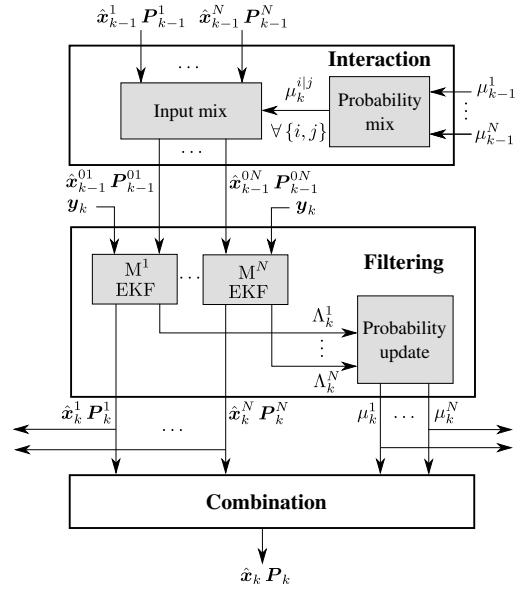 x̂¹ₖ₋₁ P¹ₖ₋₁ x̂ᴺₖ₋₁ Pᴺₖ₋₁
. . .
Interaction
Input mix
μₖ^{i|j}
∀ {i, j}
Probability
mix
μ¹ₖ₋₁
⋮
μᴺₖ₋₁
. . .
x̂⁰¹ₖ₋₁ P⁰¹ₖ₋₁ x̂⁰ᴺₖ₋₁ P⁰ᴺₖ₋₁
yₖ yₖ
Filtering
M¹
EKF
. . .
Mᴺ
EKF
Λ¹ₖ
⋮
Λᴺₖ
Probability
update
x̂¹ₖ P¹ₖ x̂ᴺₖ Pᴺₖ μ¹ₖ . . . μᴺₖ
. . .
Combination
x̂ₖ Pₖ